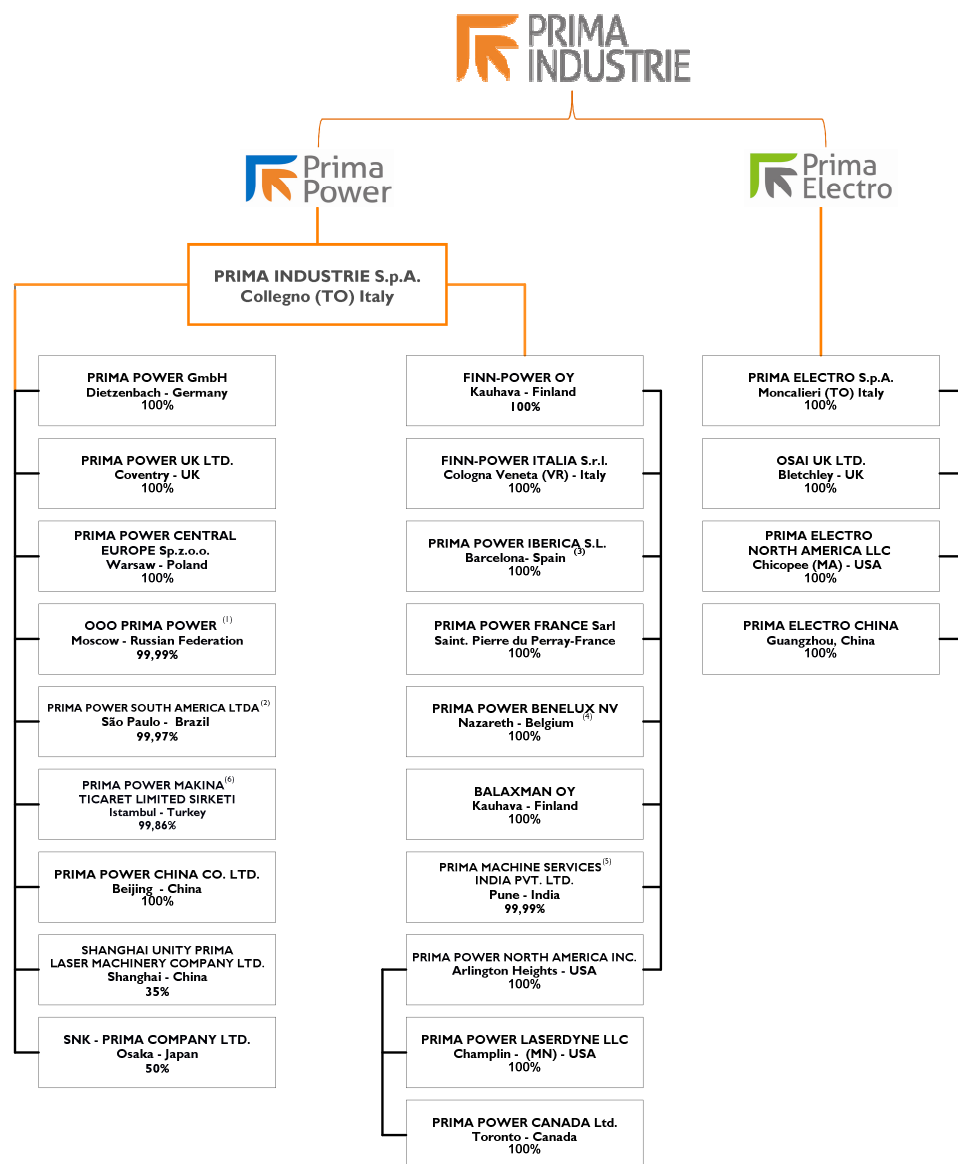 PRIMA
INDUSTRIE
Prima
Power
Prima
Electro
PRIMA INDUSTRIE S.p.A.
Collegno (TO) Italy
PRIMA POWER GmbH
Dietzenbach - Germany
100%
PRIMA POWER UK LTD.
Coventry - UK
100%
PRIMA POWER CENTRAL
EUROPE Sp.z.o.o.
Warsaw - Poland
100%
OOO PRIMA POWER (1)
Moscow - Russian Federation
99,99%
PRIMA POWER SOUTH AMERICA LTDA (2)
São Paulo - Brazil
99,97%
PRIMA POWER MAKINA (6)
TICARET LIMITED SIRKETI
Istambul - Turkey
99,86%
PRIMA POWER CHINA CO. LTD.
Beijing - China
100%
SHANGHAI UNITY PRIMA
LASER MACHINERY COMPANY LTD.
Shanghai - China
35%
SNK - PRIMA COMPANY LTD.
Osaka - Japan
50%
FINN-POWER OY
Kauhava - Finland
100%
FINN-POWER ITALIA S.r.l.
Cologna Veneta (VR) - Italy
100%
PRIMA POWER IBERICA S.L.
Barcelona- Spain (3)
100%
PRIMA POWER FRANCE Sarl
Saint. Pierre du Perray-France
100%
PRIMA POWER BENELUX NV
Nazareth - Belgium (4)
100%
BALAXMAN OY
Kauhava - Finland
100%
PRIMA MACHINE SERVICES (5)
INDIA PVT. LTD.
Pune - India
99,99%
PRIMA POWER NORTH AMERICA INC.
Arlington Heights - USA
100%
PRIMA POWER LASERDYNE LLC
Champlin - (MN) - USA
100%
PRIMA POWER CANADA Ltd.
Toronto - Canada
100%
PRIMA ELECTRO S.p.A.
Moncalieri (TO) Italy
100%
OSAI UK LTD.
Bletchley - UK
100%
PRIMA ELECTRO
NORTH AMERICA LLC
Chicopee (MA) - USA
100%
PRIMA ELECTRO CHINA
Guangzhou, China
100%